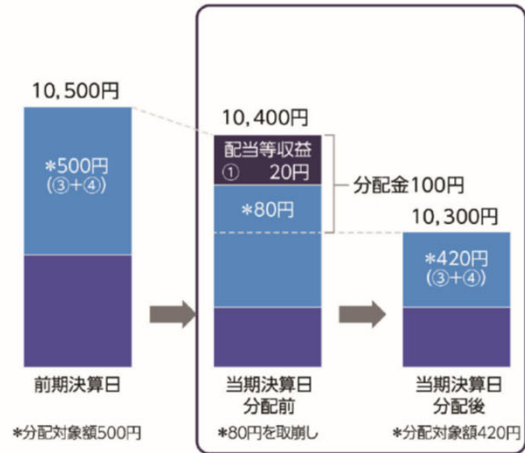 10,500円
*500円
(③+④)
前期決算日
*分配対象額500円
10,400円
配当等収益
① 20円
*80円
分配金100円
当期決算日
分配前
*80円を取崩し
10,300円
*420円
(③+④)
当期決算日
分配後
*分配対象額420円